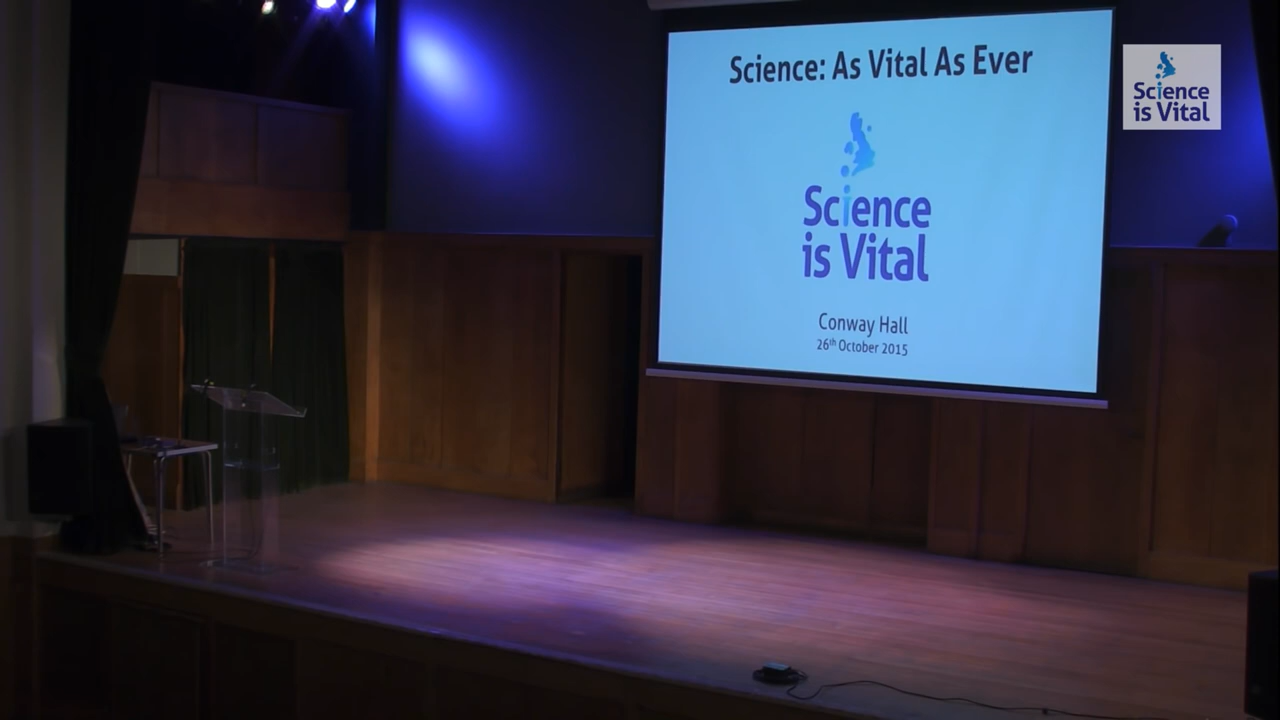 Science: As Vital As Ever
Science
is Vital
Conway Hall
26th October 2015
Science
is Vital